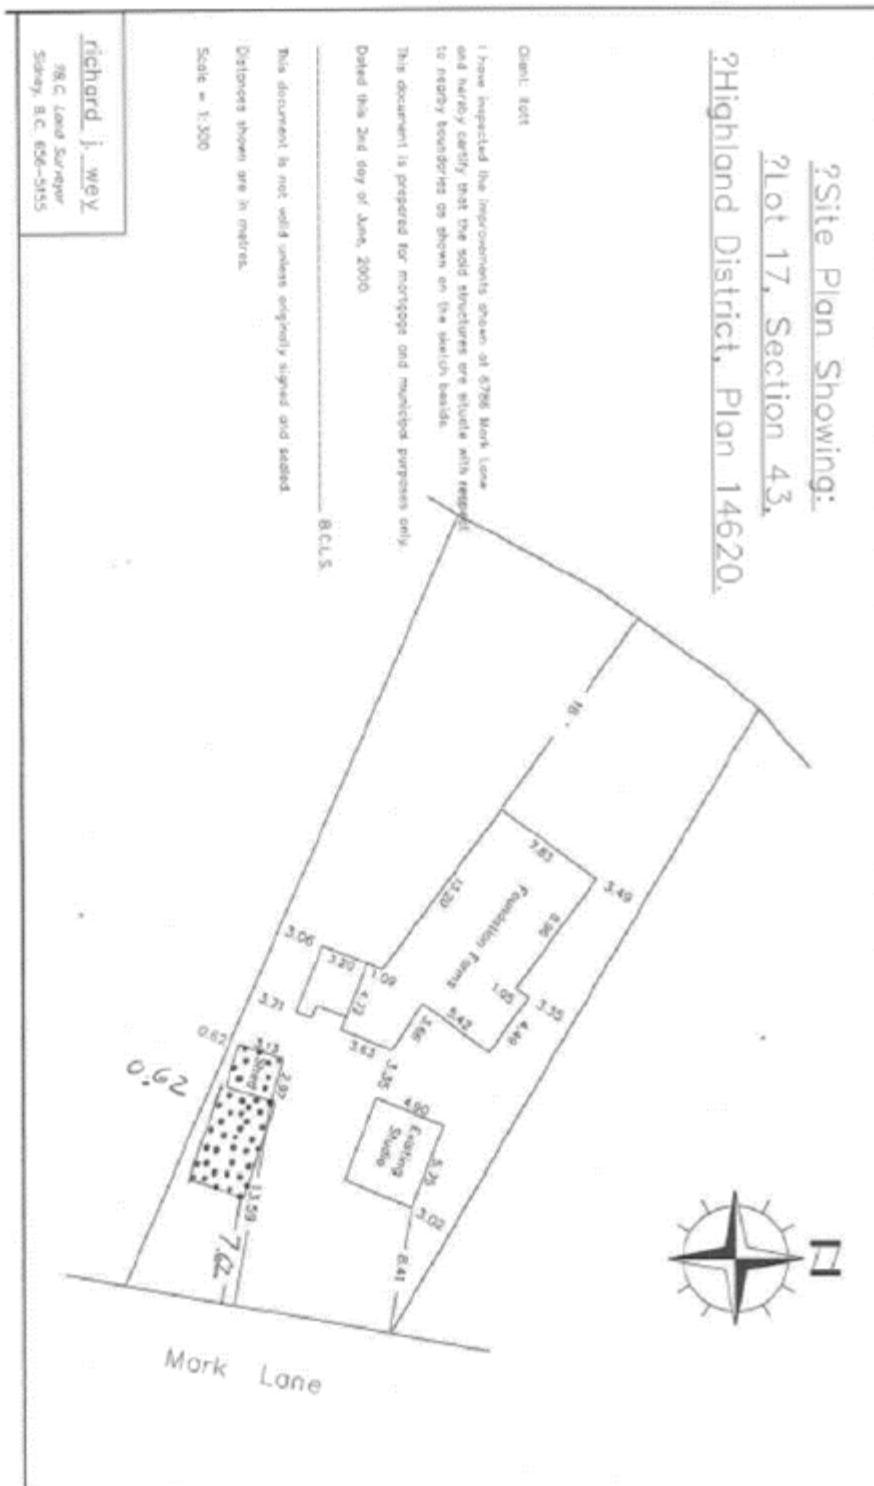 ?Site Plan Showing:
?Lot 17, Section 43,
?Highland District, Plan 14620.
Client: Rott
I have inspected the improvements shown at 6786 Mark Lane
and hereby certify that the said structures are situate with respect
to nearby boundaries as shown on the sketch beside.
This document is prepared for mortgage and municipal purposes only.
Dated this 2nd day of June, 2000.
B.C.L.S.
This document is not valid unless originally signed and sealed
Distances shown are in metres.
Scale = 1:300
richard j. wey
?B.C. Land Surveyor
Sidney, B.C. 656-5155
N
16'
7.83
3.49
13.20
Foundation Forms
8.96
1.05
3.35
4.49
5.42
3.66
3.06
3.20
1.09
4.72
3.71
3.63
3.35
0.62
0.62
Shed
2.97
4.90
Existing
Studio
5.75
3.02
13.59
7.62
8.41
Mark Lane